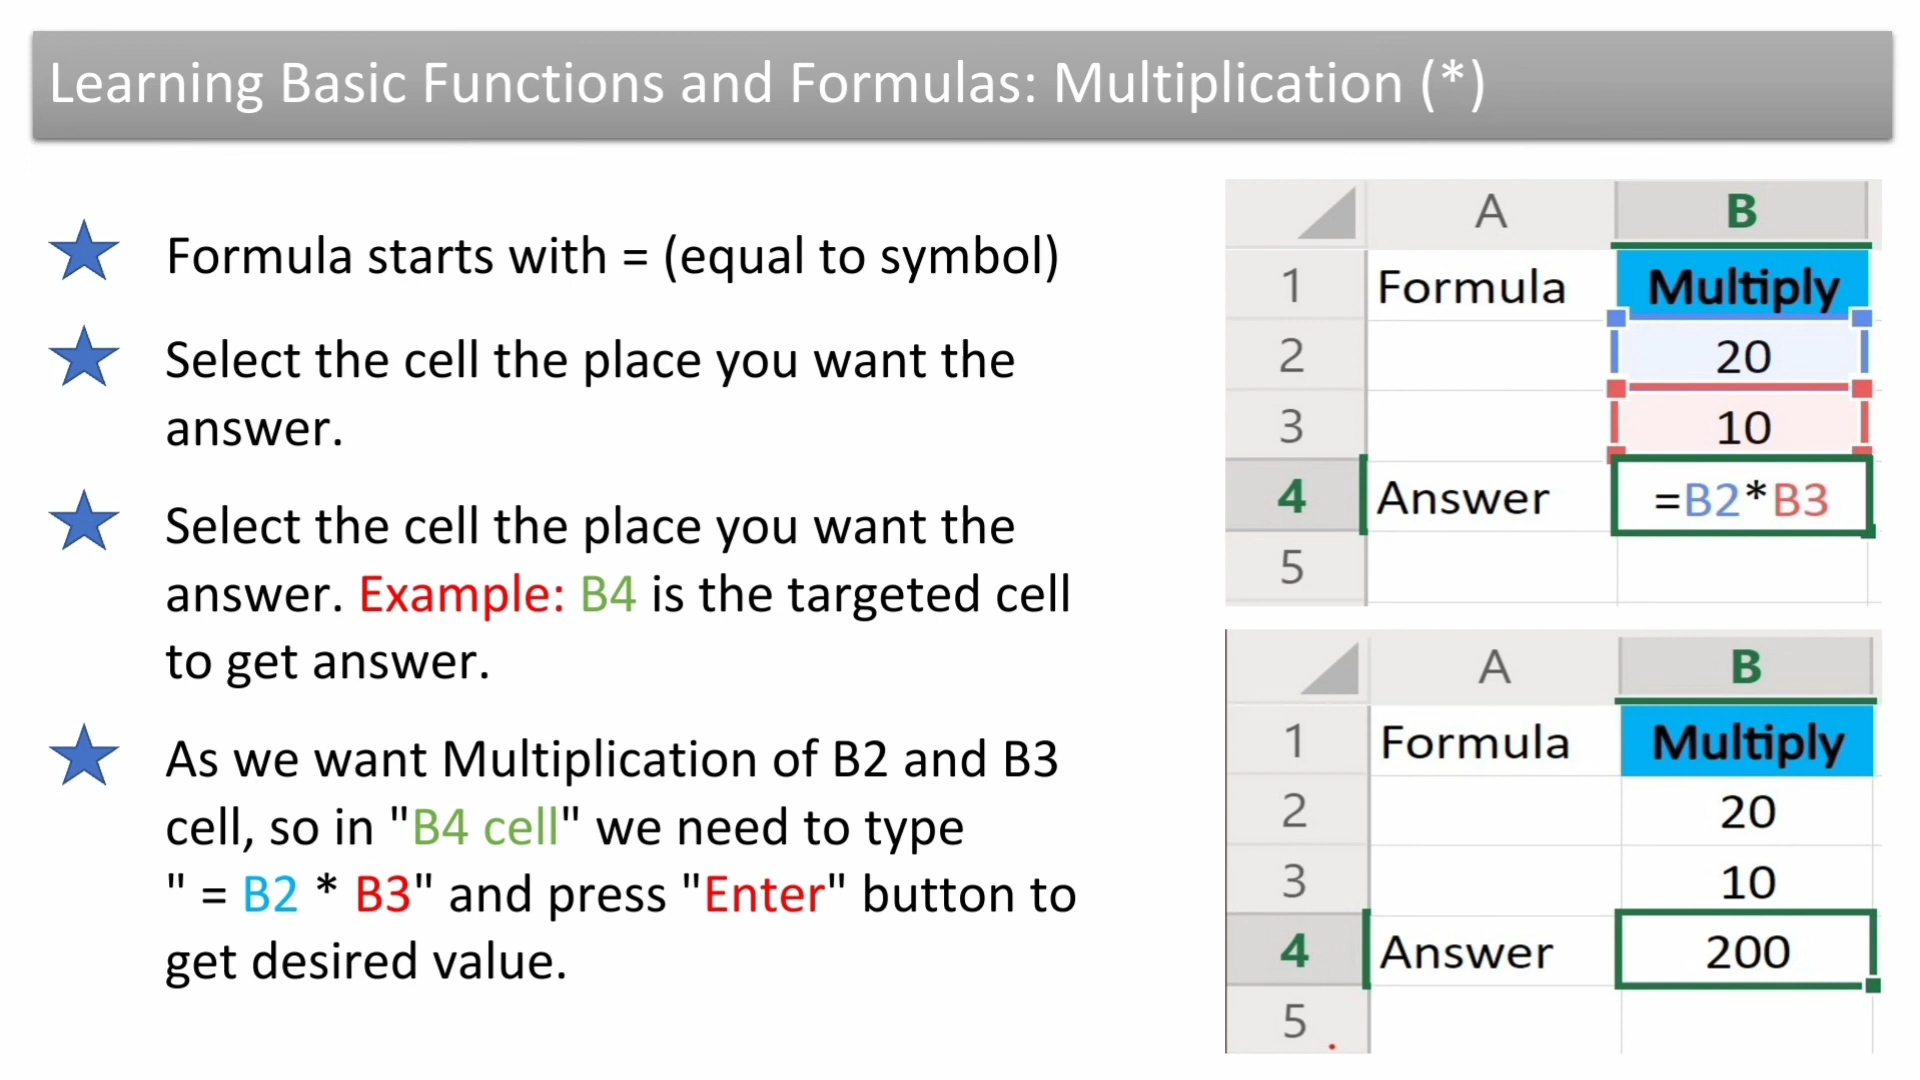 Learning Basic Functions and Formulas: Multiplication (*)
Formula starts with = (equal to symbol)
Select the cell the place you want the
answer.
Select the cell the place you want the
answer. Example: B4 is the targeted cell
to get answer.
As we want Multiplication of B2 and B3
cell, so in "B4 cell" we need to type
" = B2 * B3" and press "Enter" button to
get desired value.
A B
1 Formula Multiply
2 20
3 10
4 Answer =B2*B3
5
A B
1 Formula Multiply
2 20
3 10
4 Answer 200
5